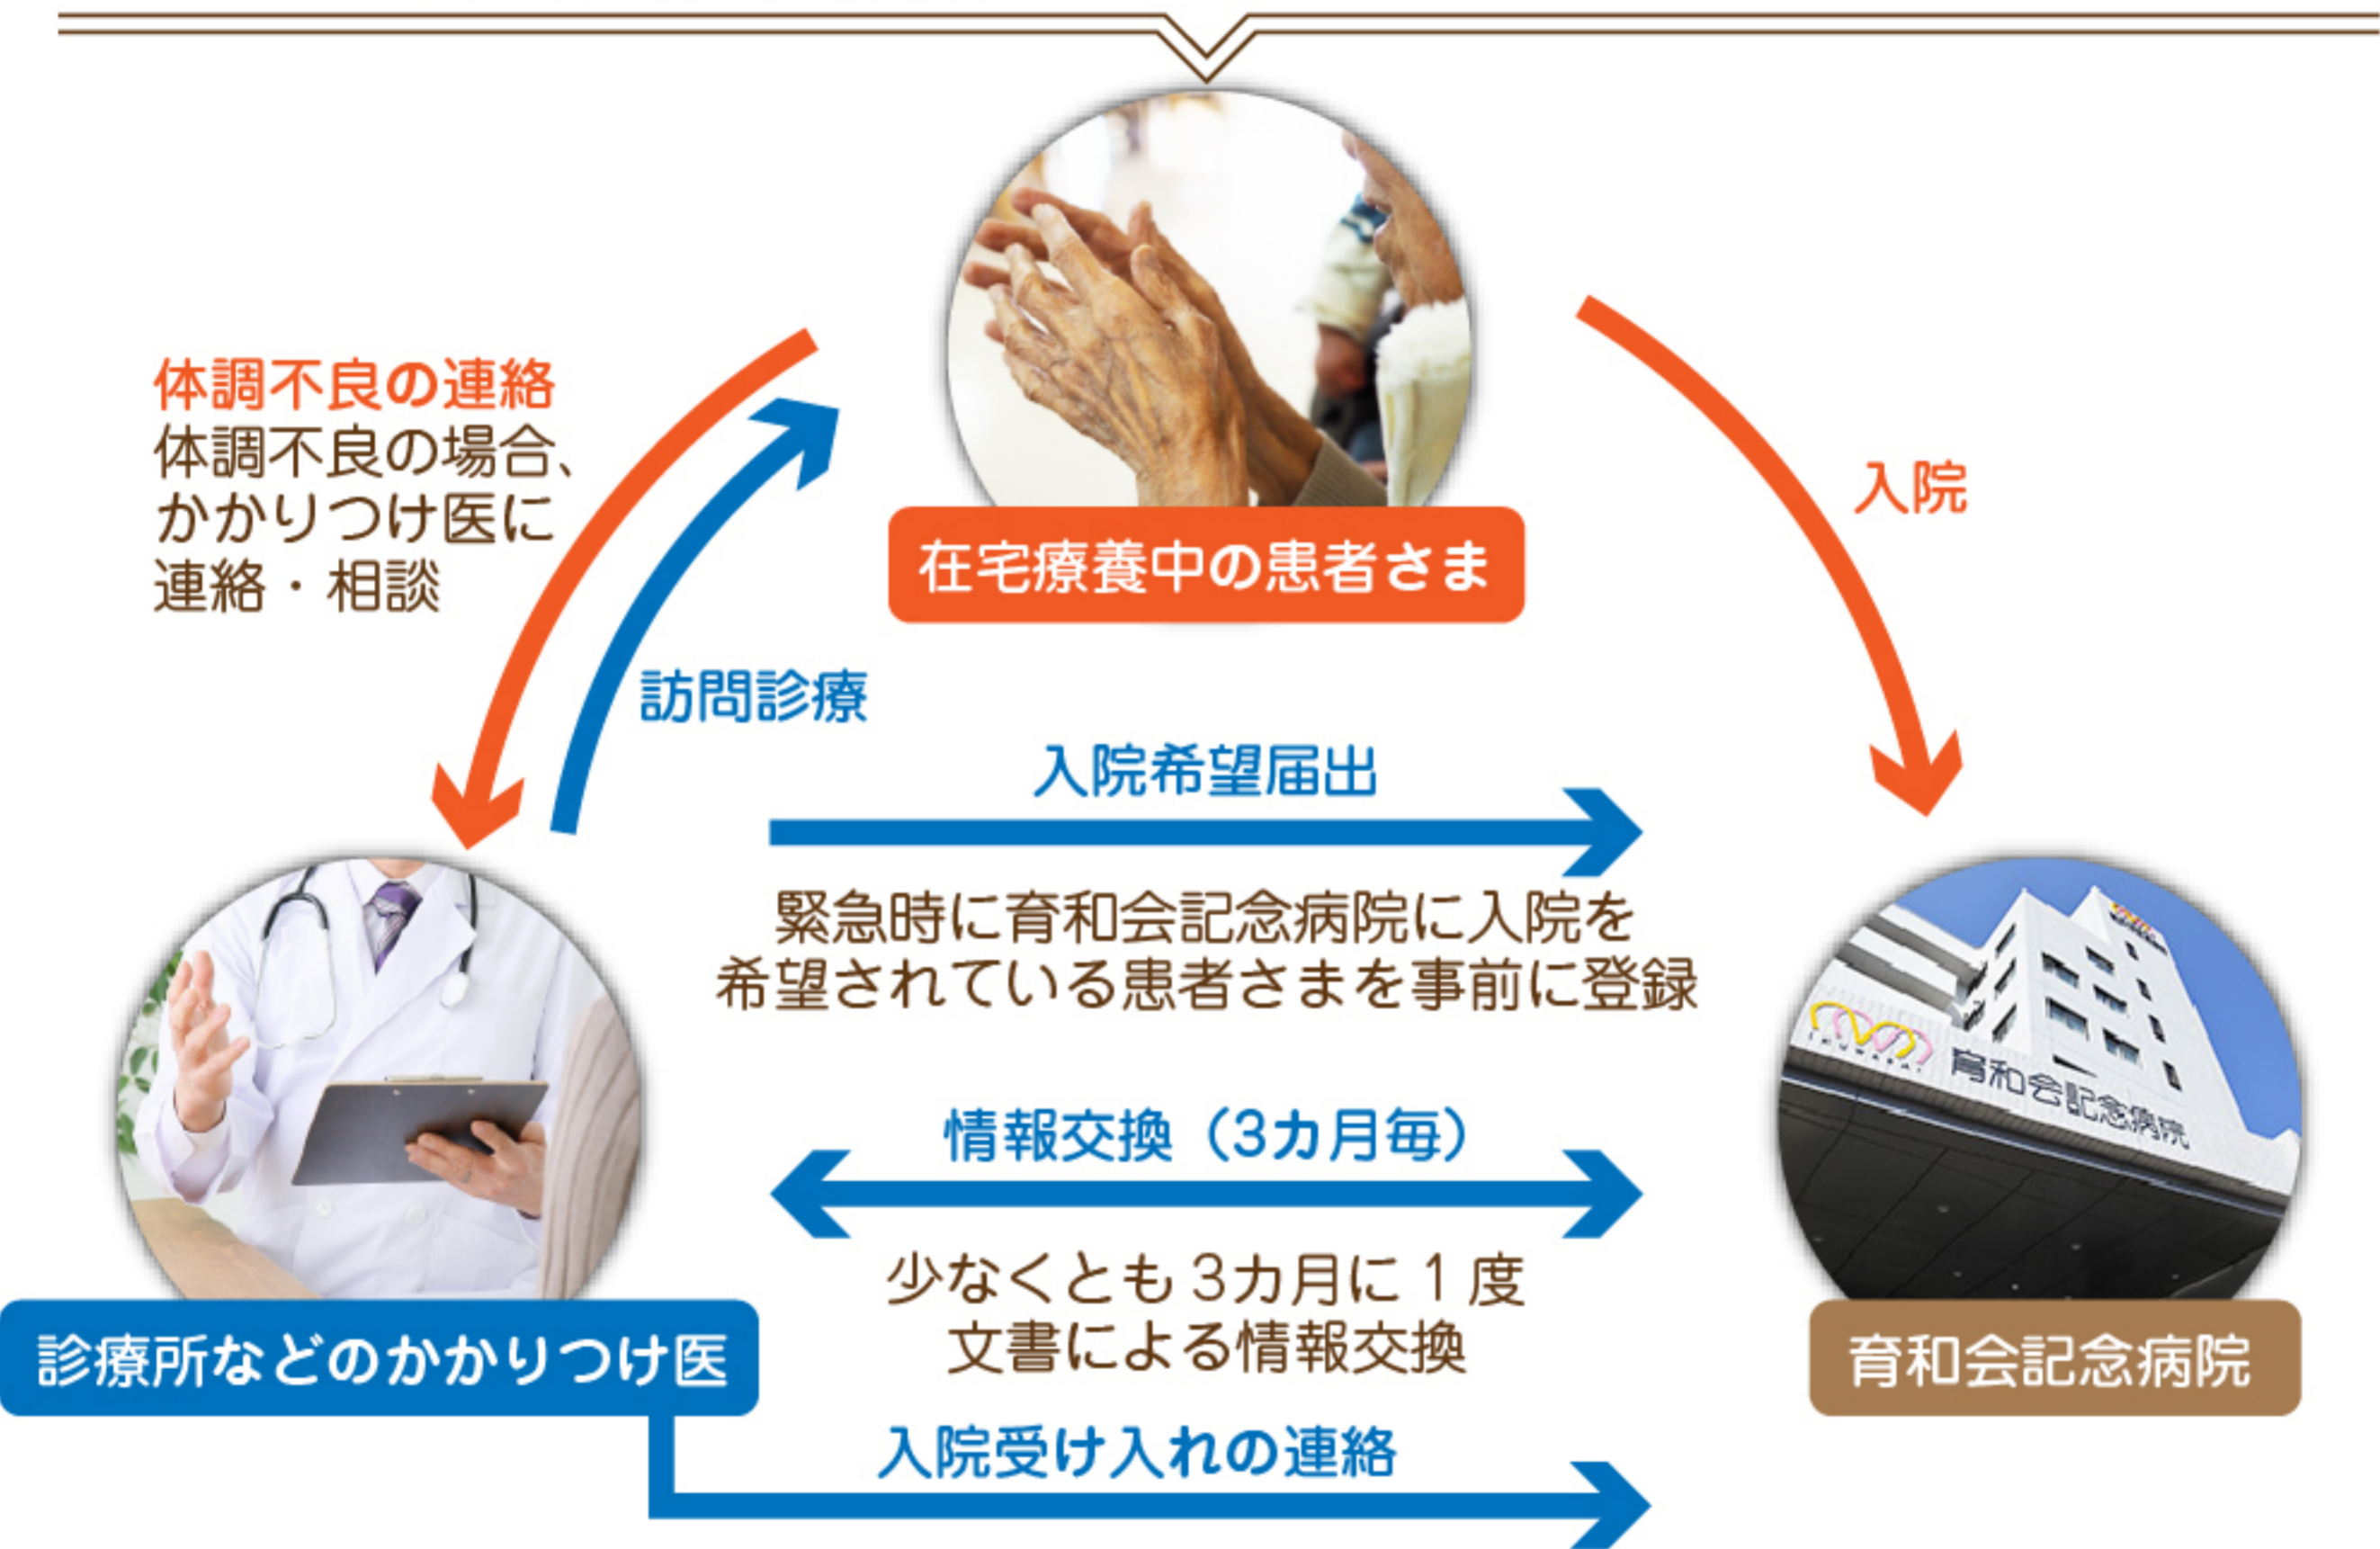 体調不良の連絡
体調不良の場合、
かかりつけ医に
連絡・相談
在宅療養中の患者さま
入院
訪問診療
入院希望届出
緊急時に育和会記念病院に入院を
希望されている患者さまを事前に登録
IKUWAKAI
育和会記念病院
情報交換（3カ月毎）
少なくとも3カ月に1度
文書による情報交換
診療所などのかかりつけ医
育和会記念病院
入院受け入れの連絡